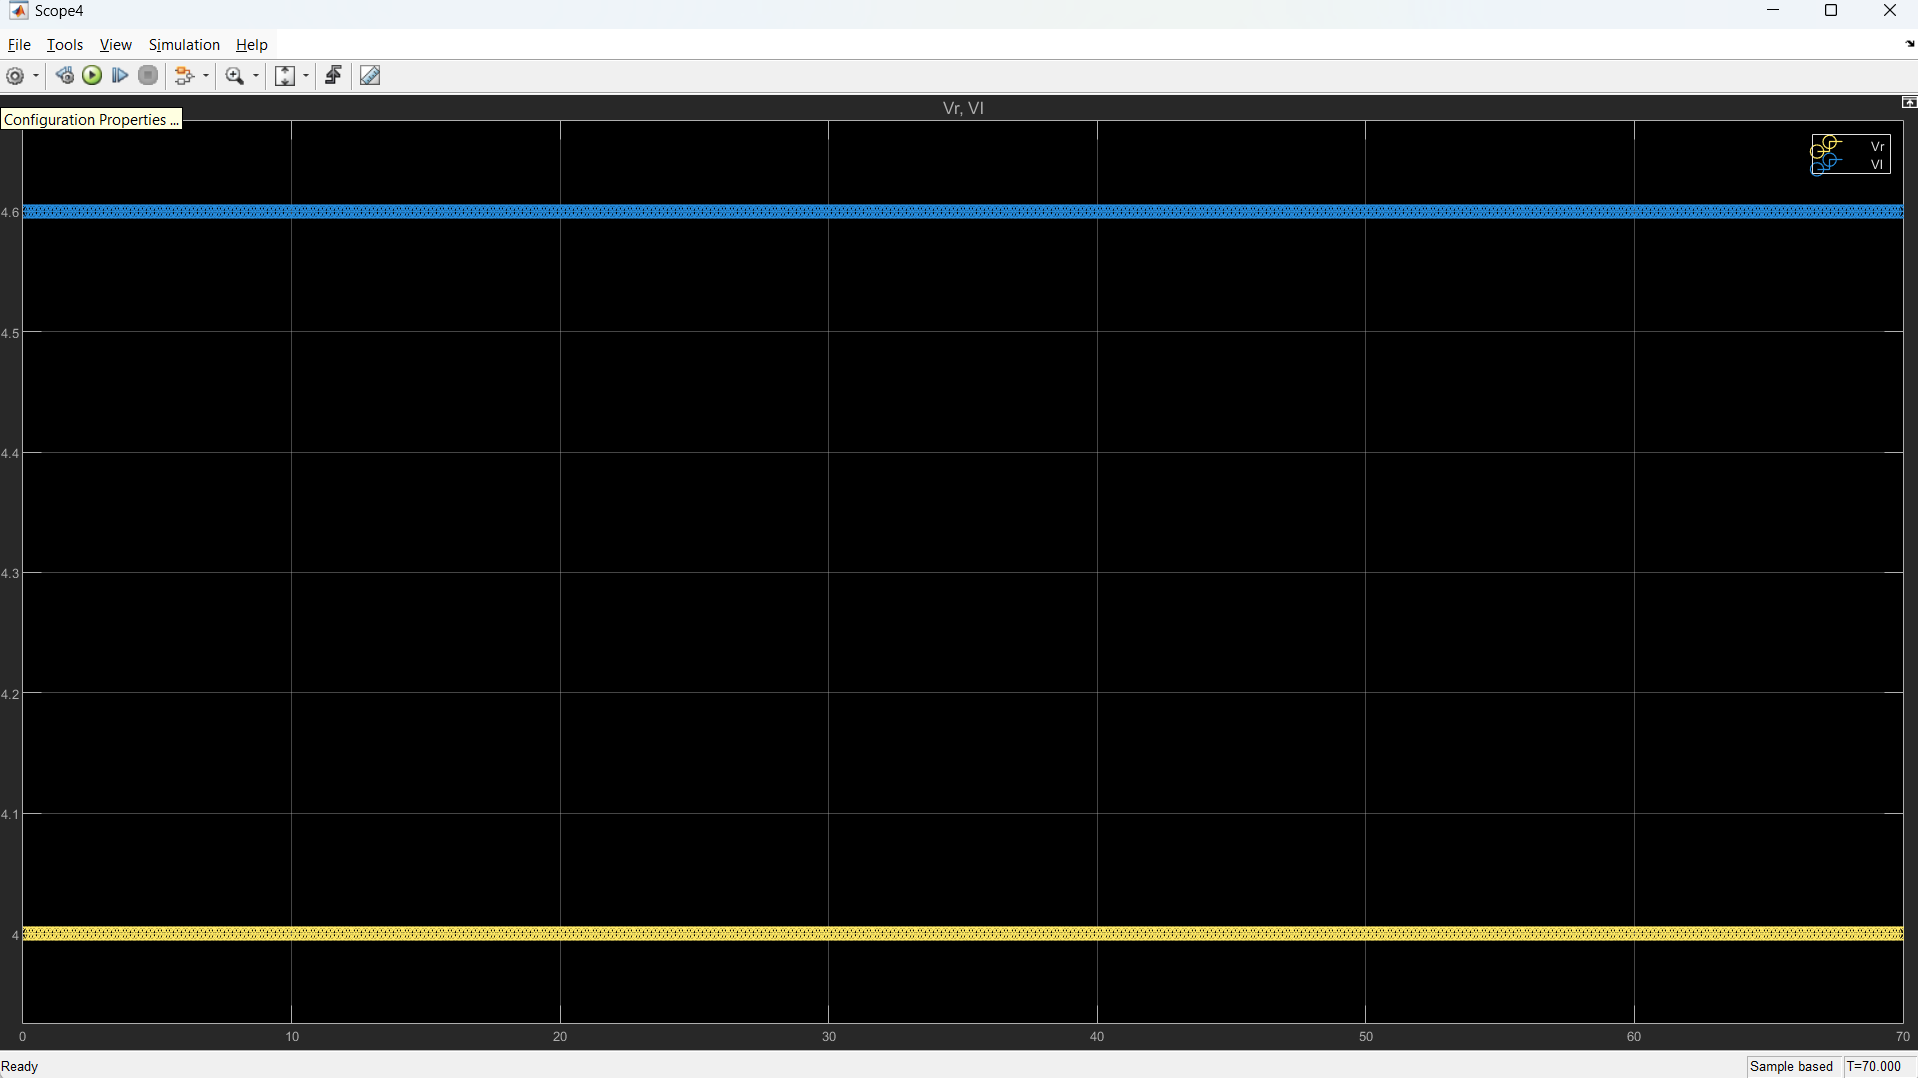 Scope4
File Tools View Simulation Help
Vr, Vl
Configuration Properties ...
Vr
Vl
4.6
4.5
4.4
4.3
4.2
4.1
4
0 10 20 30 40 50 60 70
Ready Sample based T=70.000